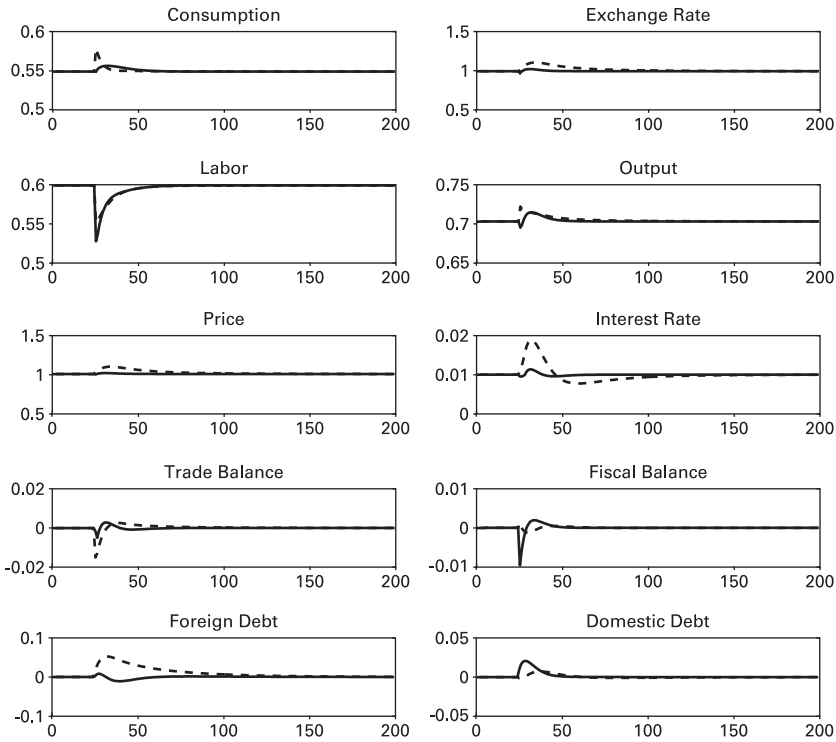 Consumption
0.6
0.55
0.5
0 50 100 150 200
Exchange Rate
1.5
1
0.5
0 50 100 150 200
Labor
0.6
0.55
0.5
0 50 100 150 200
Output
0.75
0.7
0.65
0 50 100 150 200
Price
1.5
1
0.5
0 50 100 150 200
Interest Rate
0.02
0.010
0
0 50 100 150 200
Trade Balance
0.02
0
-0.02
0 50 100 150 200
Fiscal Balance
0.01
0
-0.01
0 50 100 150 200
Foreign Debt
0.1
0
-0.1
0 50 100 150 200
Domestic Debt
0.05
0
-0.05
0 50 100 150 200